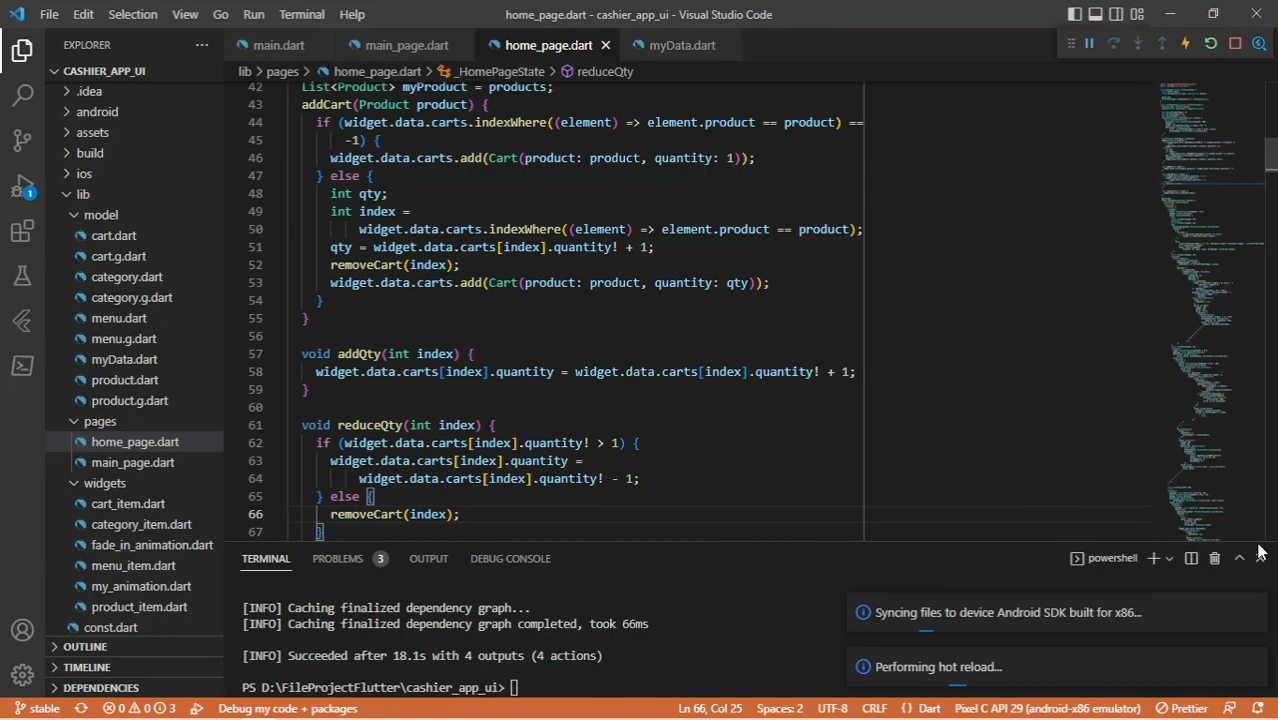 File Edit Selection View Go Run Terminal Help
home_page.dart - cashier_app_ui - Visual Studio Code
EXPLORER
main.dart main_page.dart home_page.dart myData.dart
CASHIER_APP_UI
.idea
android
assets
build
ios
lib
model
cart.dart
cart.g.dart
category.dart
category.g.dart
menu.dart
menu.g.dart
myData.dart
product.dart
product.g.dart
pages
home_page.dart
main_page.dart
widgets
cart_item.dart
category_item.dart
fade_in_animation.dart
menu_item.dart
my_animation.dart
product_item.dart
const.dart
OUTLINE
TIMELINE
DEPENDENCIES
lib > pages > home_page.dart > _HomePageState > reduceQty
42 List<Product> myProduct = products;
43 addCart(Product product) {
44 if (widget.data.carts.indexWhere((element) => element.product == product) ==
45 -1) {
46 widget.data.carts.add(Cart(product: product, quantity: 1));
47 } else {
48 int qty;
49 int index =
50 widget.data.carts.indexWhere((element) => element.product == product);
51 qty = widget.data.carts[index].quantity! + 1;
52 removeCart(index);
53 widget.data.carts.add(Cart(product: product, quantity: qty));
54 }
55 }
56
57 void addQty(int index) {
58 widget.data.carts[index].quantity = widget.data.carts[index].quantity! + 1;
59 }
60
61 void reduceQty(int index) {
62 if (widget.data.carts[index].quantity! > 1) {
63 widget.data.carts[index].quantity =
64 widget.data.carts[index].quantity! - 1;
65 } else {
66 removeCart(index);
67 }
TERMINAL PROBLEMS 3 OUTPUT DEBUG CONSOLE
powershell
[INFO] Caching finalized dependency graph...
[INFO] Caching finalized dependency graph completed, took 66ms
[INFO] Succeeded after 18.1s with 4 outputs (4 actions)
PS D:\FileProjectFlutter\cashier_app_ui>
Syncing files to device Android SDK built for x86...
Performing hot reload...
1
stable 0 0 3 Debug my code + packages Ln 66, Col 25 Spaces: 2 UTF-8 CRLF {} Dart Pixel C API 29 (android-x86 emulator) Prettier